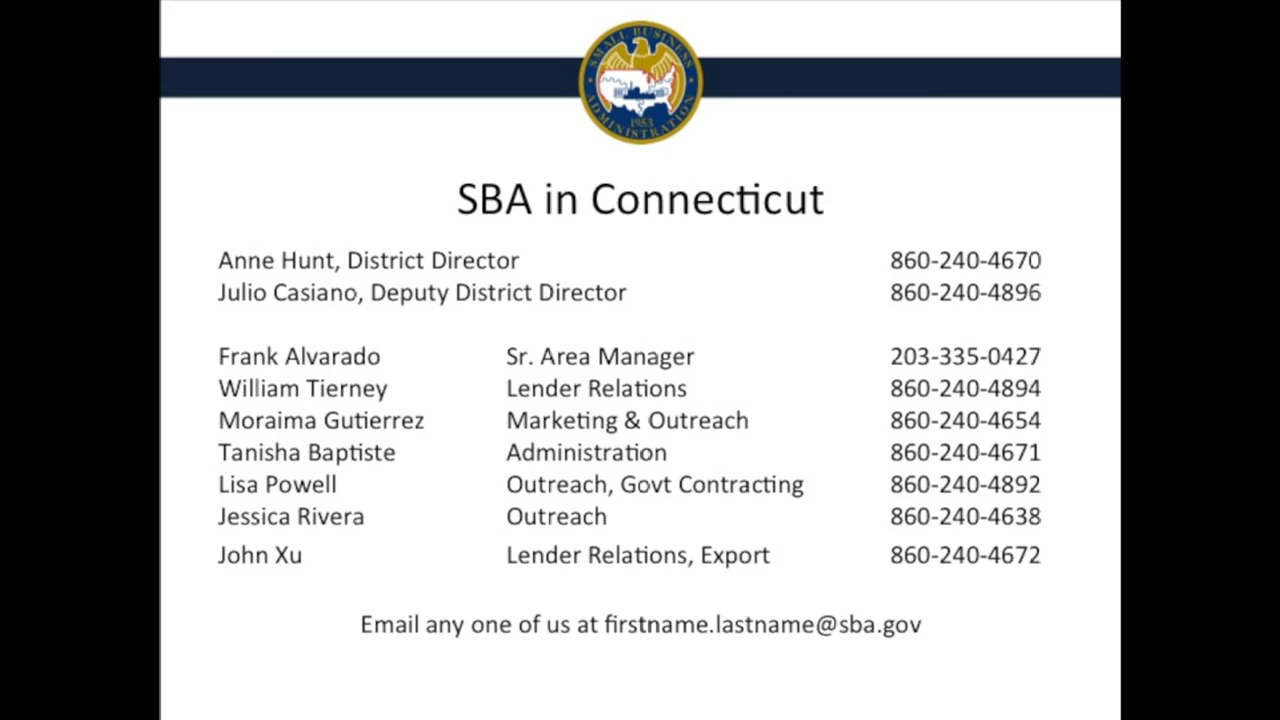 SMALL BUSINESS
ADMINISTRATION
1953
SBA in Connecticut
Anne Hunt, District Director 860-240-4670
Julio Casiano, Deputy District Director 860-240-4896
Frank Alvarado Sr. Area Manager 203-335-0427
William Tierney Lender Relations 860-240-4894
Moraima Gutierrez Marketing & Outreach 860-240-4654
Tanisha Baptiste Administration 860-240-4671
Lisa Powell Outreach, Govt Contracting 860-240-4892
Jessica Rivera Outreach 860-240-4638
John Xu Lender Relations, Export 860-240-4672
Email any one of us at firstname.lastname@sba.gov